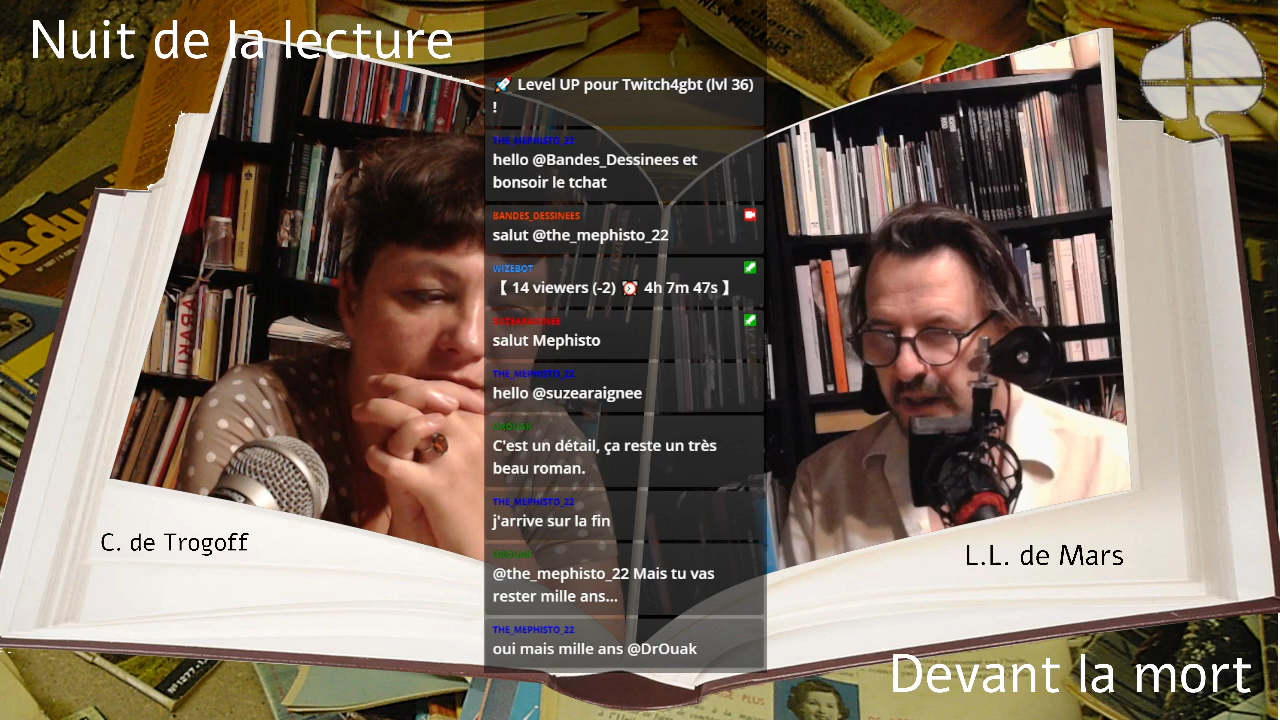 Nuit de la lecture
🚀 Level UP pour Twitch4gbt (lvl 36)
!
THE_MEPHISTO_22
hello @Bandes_Dessinees et
bonsoir le tchat
BANDES_DESSINEES
salut @the_mephisto_22
WIZEBOT
【 14 viewers (-2) ⏰ 4h 7m 47s 】
SUZEARAIGNEE
salut Mephisto
THE_MEPHISTO_22
hello @suzearaignee
DROUAK
C'est un détail, ça reste un très
beau roman.
THE_MEPHISTO_22
j'arrive sur la fin
DROUAK
@the_mephisto_22 Mais tu vas
rester mille ans...
THE_MEPHISTO_22
oui mais mille ans @DrOuak
C. de Trogoff
L.L. de Mars
Devant la mort